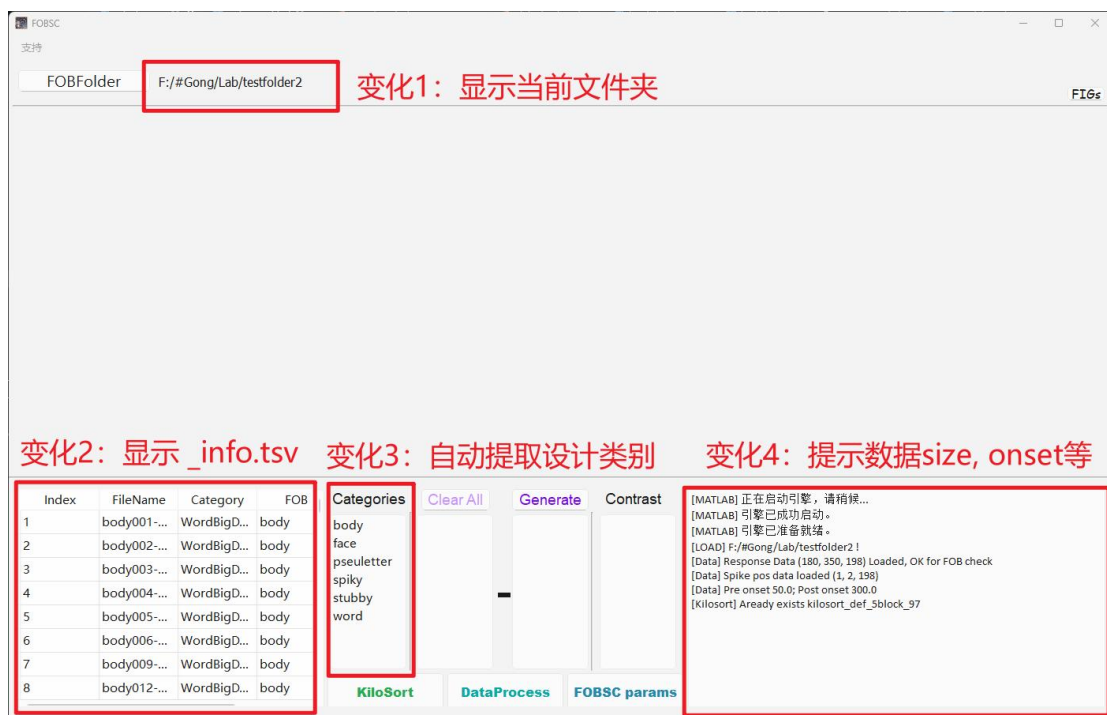 FOBSC
支持
FOBFolder F:/#Gong/Lab/testfolder2 变化1：显示当前文件夹
FIGs
变化2：显示 _info.tsv 变化3：自动提取设计类别 变化4：提示数据size, onset等
Index FileName Category FOB
1 body001-... WordBigD... body
2 body002-... WordBigD... body
3 body003-... WordBigD... body
4 body004-... WordBigD... body
5 body005-... WordBigD... body
6 body006-... WordBigD... body
7 body009-... WordBigD... body
8 body012-... WordBigD... body
Categories Clear All Generate Contrast
body
face
pseuletter
spiky
stubby
word
-
KiloSort DataProcess FOBSC params
[MATLAB] 正在启动引擎，请稍候...
[MATLAB] 引擎已成功启动。
[MATLAB] 引擎已准备就绪。
[LOAD] F:/#Gong/Lab/testfolder2 !
[Data] Response Data (180, 350, 198) Loaded, OK for FOB check
[Data] Spike pos data loaded (1, 2, 198)
[Data] Pre onset 50.0; Post onset 300.0
[Kilosort] Aready exists kilosort_def_5block_97